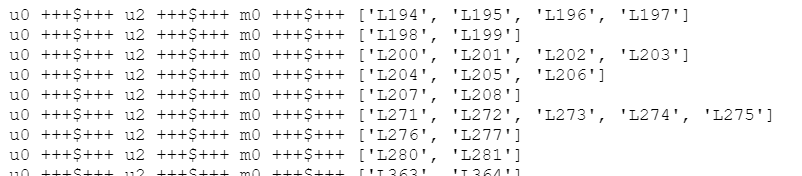 u0 +++$+++ u2 +++$+++ m0 +++$+++ ['L194', 'L195', 'L196', 'L197']
u0 +++$+++ u2 +++$+++ m0 +++$+++ ['L198', 'L199']
u0 +++$+++ u2 +++$+++ m0 +++$+++ ['L200', 'L201', 'L202', 'L203']
u0 +++$+++ u2 +++$+++ m0 +++$+++ ['L204', 'L205', 'L206']
u0 +++$+++ u2 +++$+++ m0 +++$+++ ['L207', 'L208']
u0 +++$+++ u2 +++$+++ m0 +++$+++ ['L271', 'L272', 'L273', 'L274', 'L275']
u0 +++$+++ u2 +++$+++ m0 +++$+++ ['L276', 'L277']
u0 +++$+++ u2 +++$+++ m0 +++$+++ ['L280', 'L281']
u0 +++$+++ u2 +++$+++ m0 +++$+++ ['L363', 'L364']